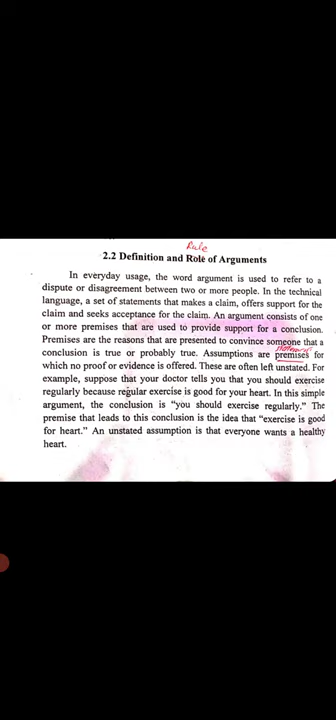 Rule
2.2 Definition and Role of Arguments
In everyday usage, the word argument is used to refer to a
dispute or disagreement between two or more people. In the technical
language, a set of statements that makes a claim, offers support for the
claim and seeks acceptance for the claim. An argument consists of one
or more premises that are used to provide support for a conclusion.
Premises are the reasons that are presented to convince someone that a
conclusion is true or probably true. Assumptions are premises for
which no proof or evidence is offered. These are often left unstated. For
example, suppose that your doctor tells you that you should exercise
regularly because regular exercise is good for your heart. In this simple
argument, the conclusion is “you should exercise regularly.” The
premise that leads to this conclusion is the idea that “exercise is good
for heart.” An unstated assumption is that everyone wants a healthy
heart.